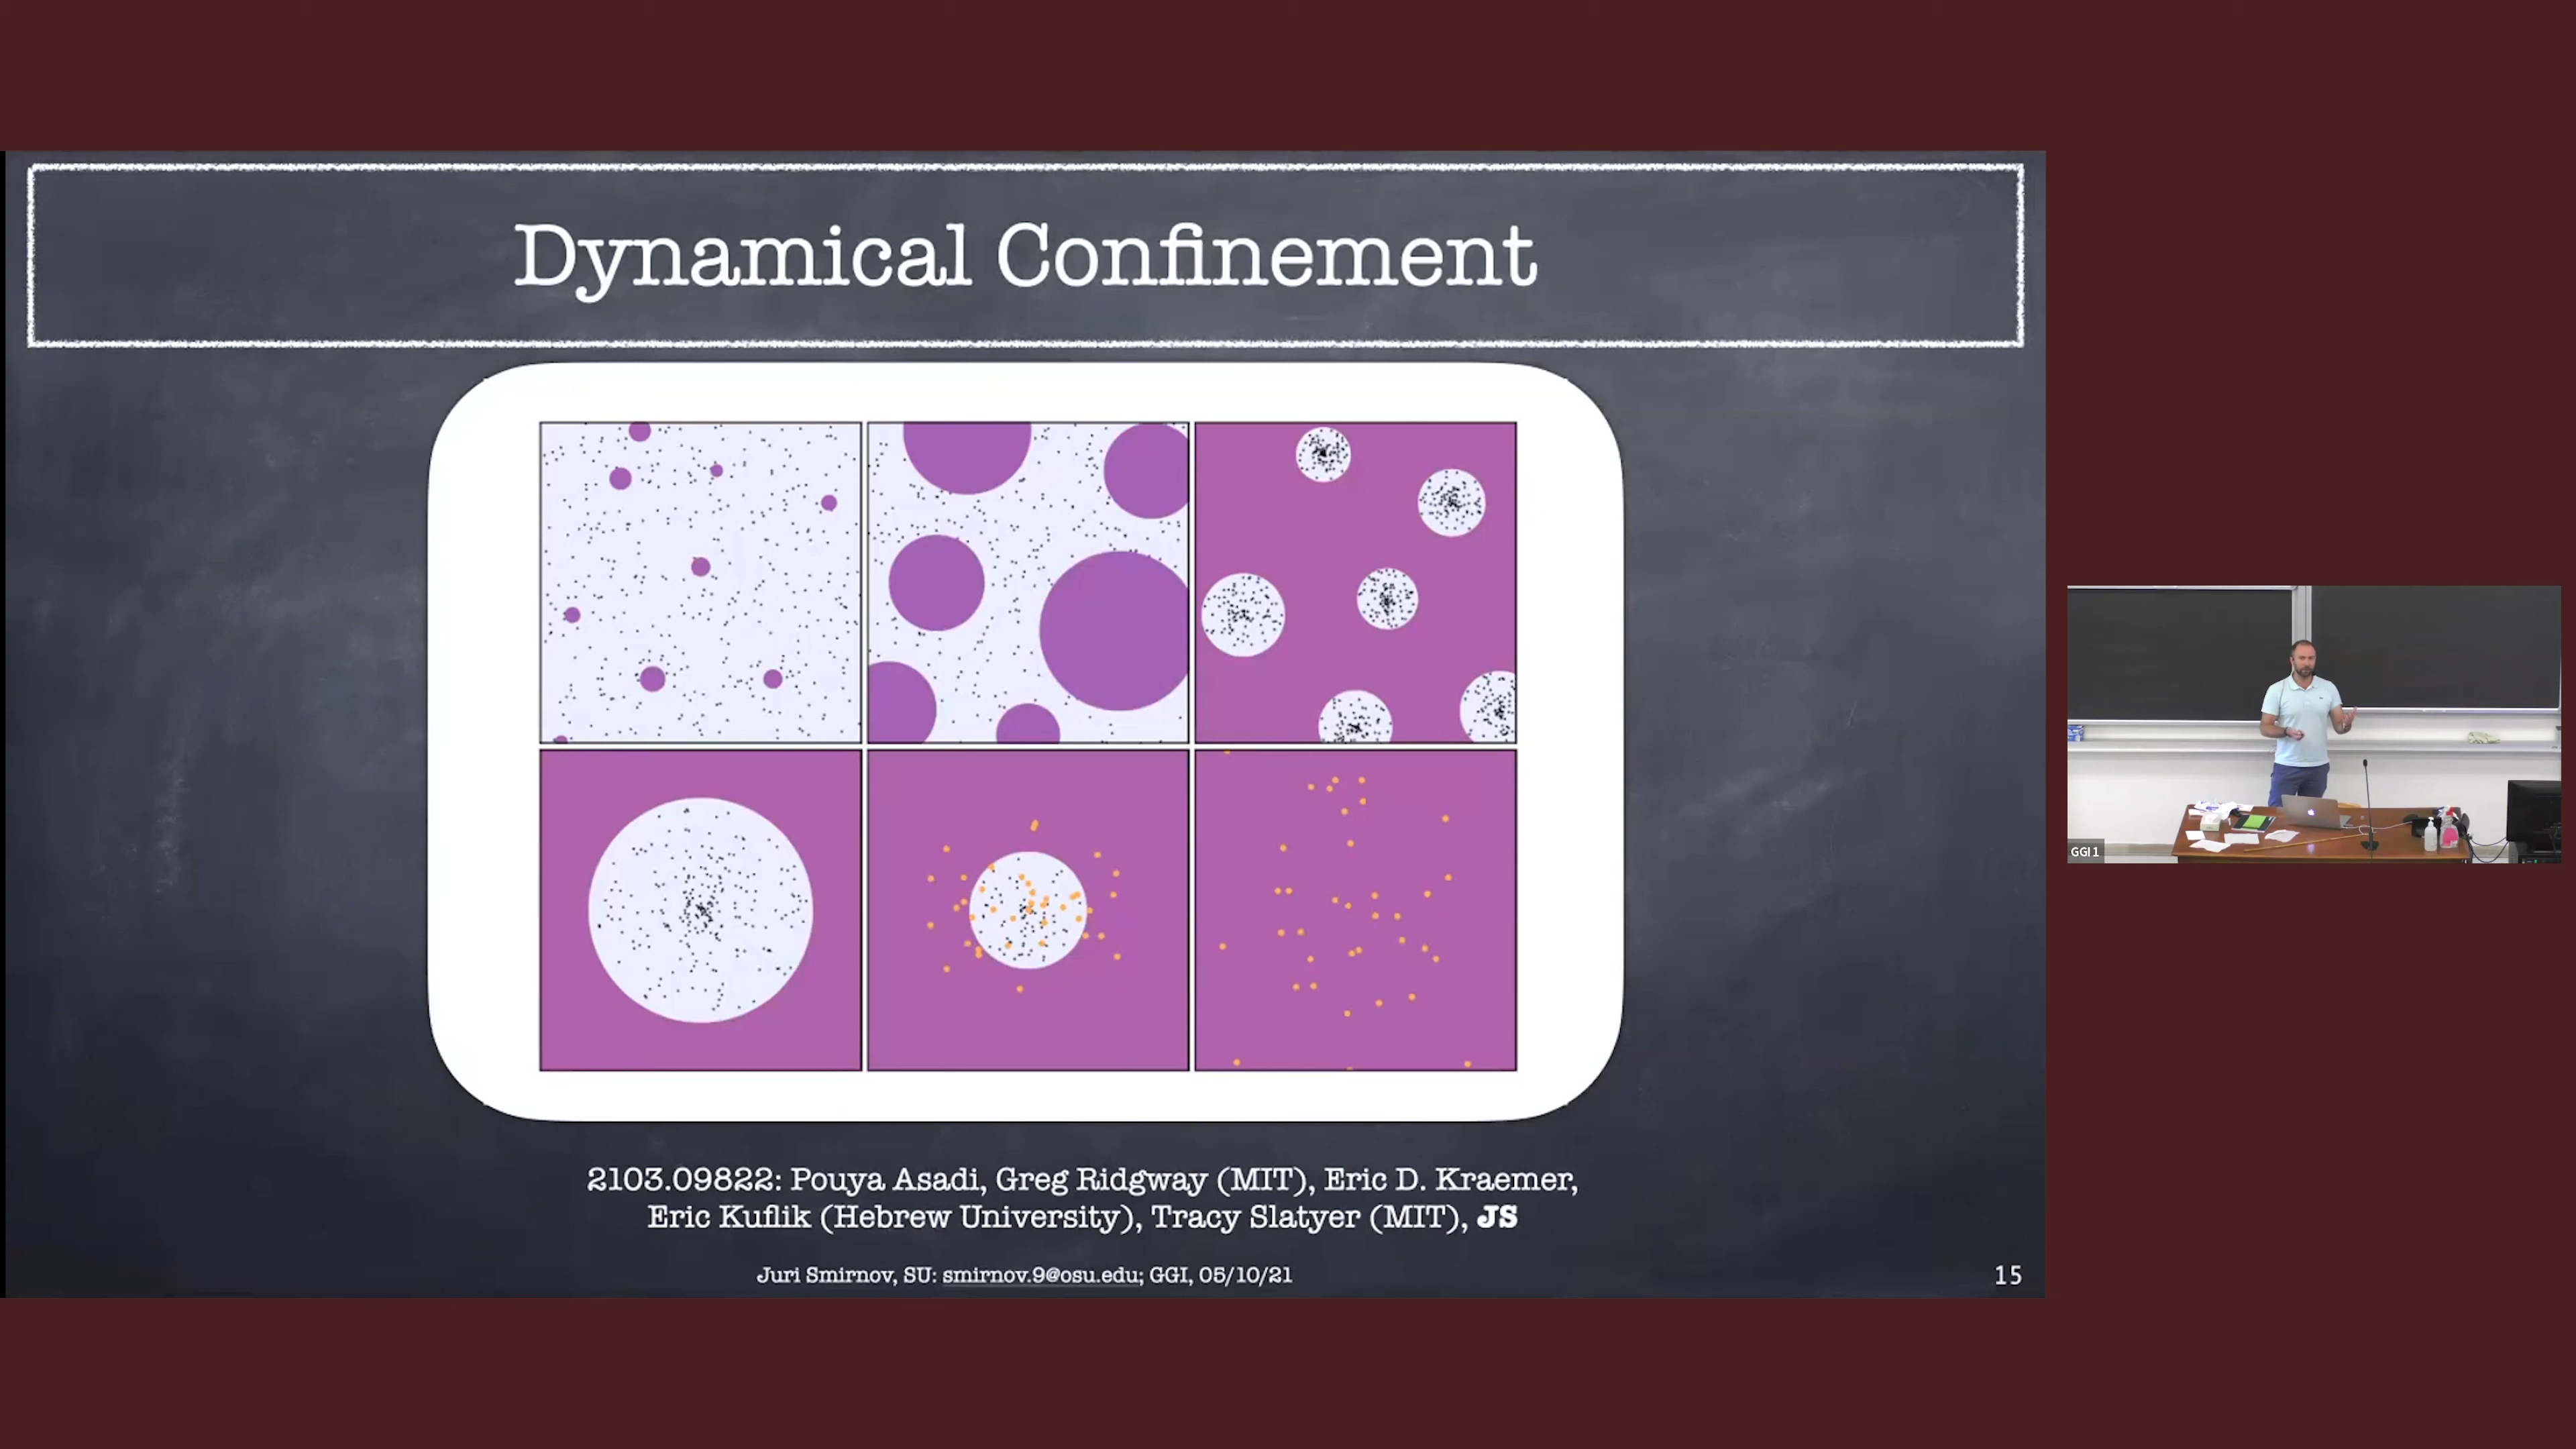 Dynamical Confinement
2103.09822: Pouya Asadi, Greg Ridgway (MIT), Eric D. Kraemer,
Eric Kuflik (Hebrew University), Tracy Slatyer (MIT), JS
Juri Smirnov, SU: smirnov.9@osu.edu; GGI, 05/10/21
15
GGI 1